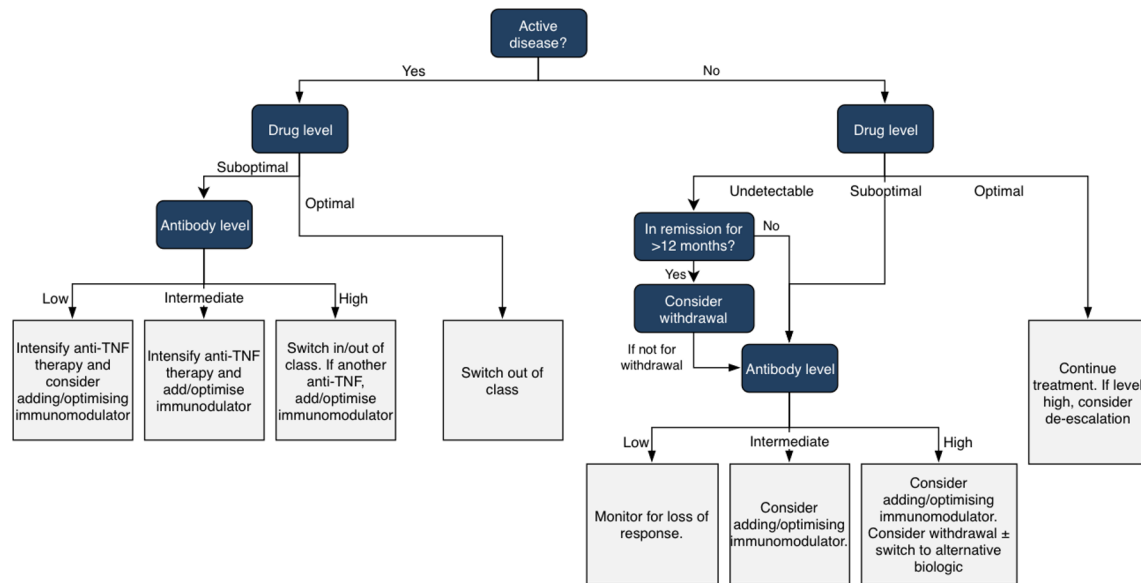 Active
disease?
Yes
No
Drug level
Drug level
Suboptimal
Optimal
Undetectable
Suboptimal
Optimal
Antibody level
In remission for
>12 months?
No
Yes
Consider
withdrawal
If not for
withdrawal
Antibody level
Low
Intermediate
High
Intensify anti-TNF
therapy and
consider
adding/optimising
immunomodulator
Intensify anti-TNF
therapy and
add/optimise
immunodulator
Switch in/out of
class. If another
anti-TNF,
add/optimise
immunomodulator
Switch out of
class
Continue
treatment. If level
high, consider
de-escalation
Low
Intermediate
High
Monitor for loss of
response.
Consider
adding/optimising
immunomodulator.
Consider
adding/optimising
immunomodulator.
Consider withdrawal ±
switch to alternative
biologic